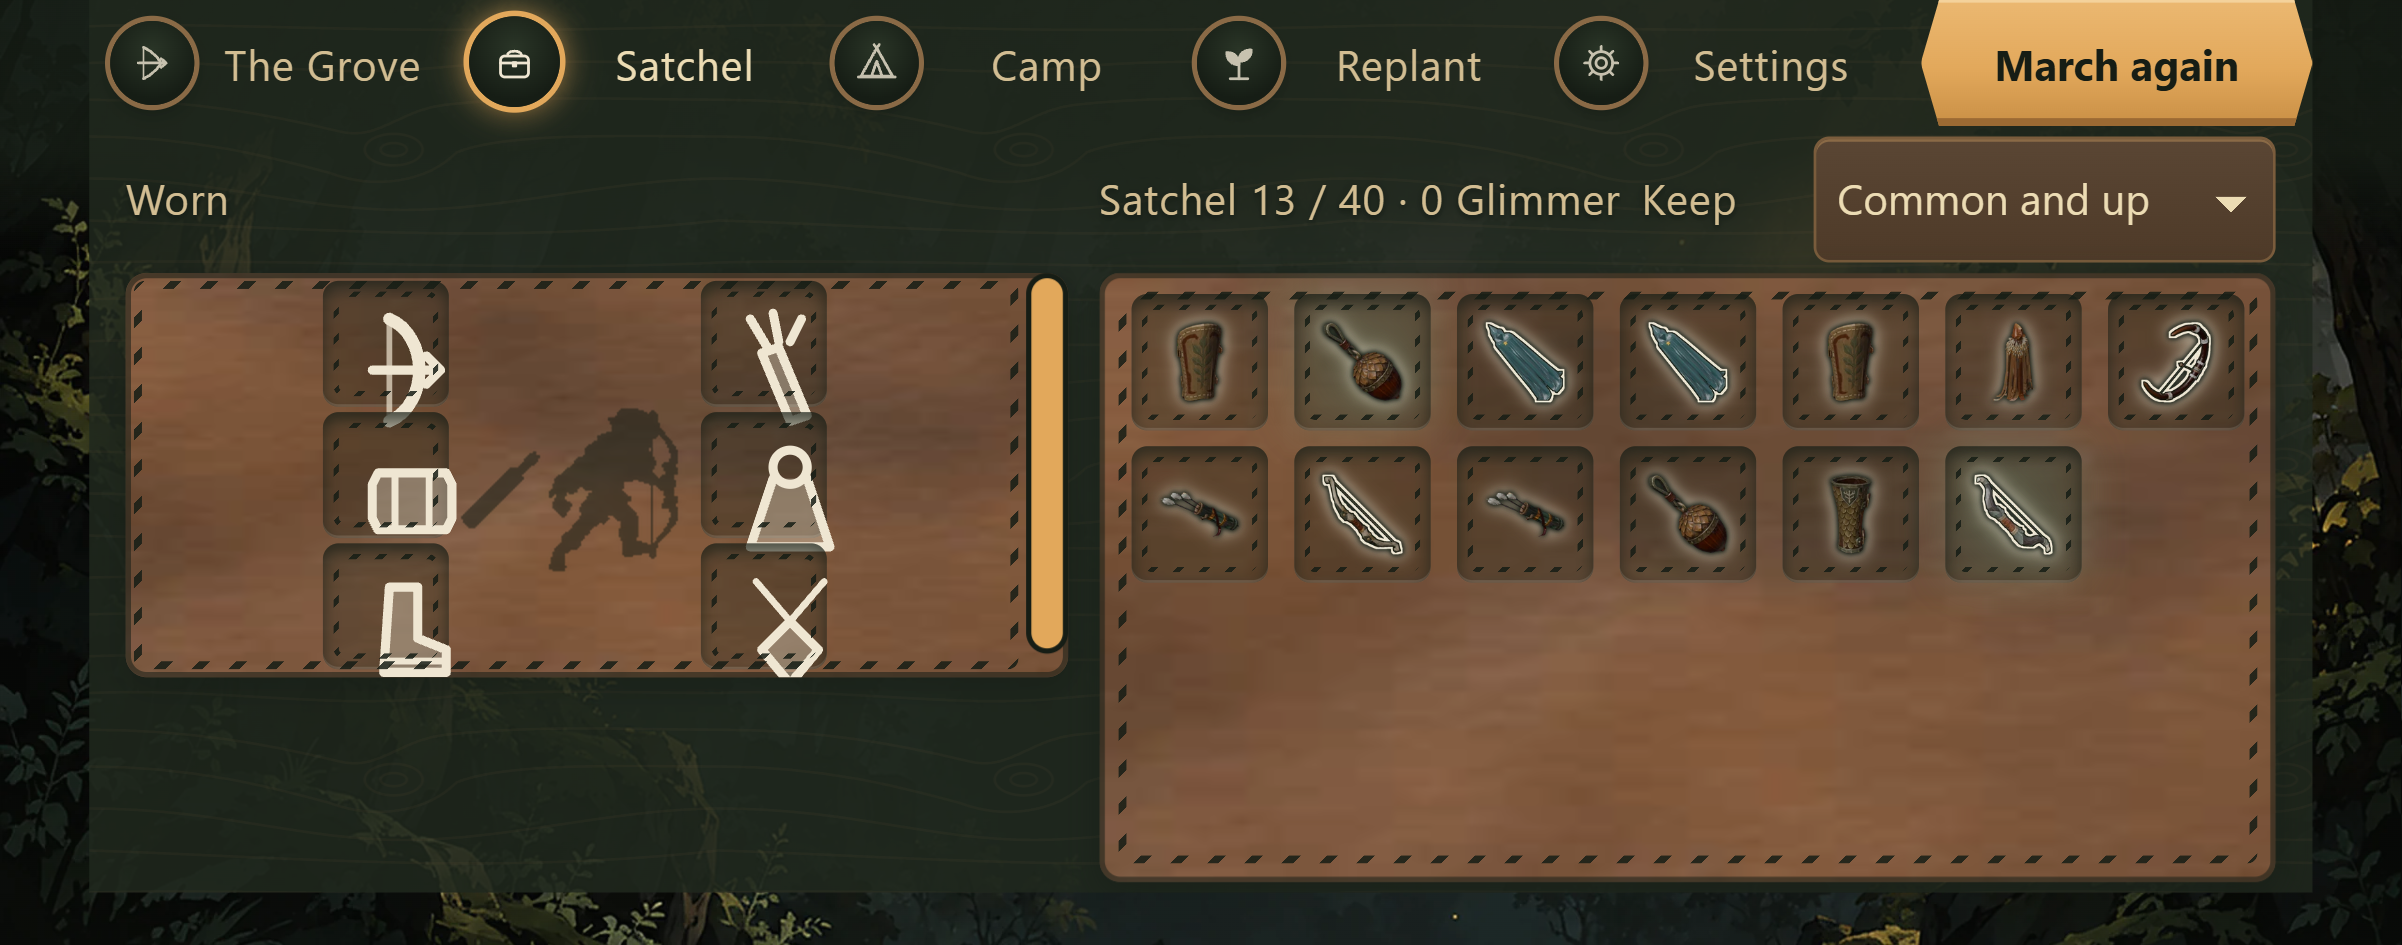 The Grove Satchel Camp Replant Settings March again
Worn Satchel 13 / 40 · 0 Glimmer Keep Common and up